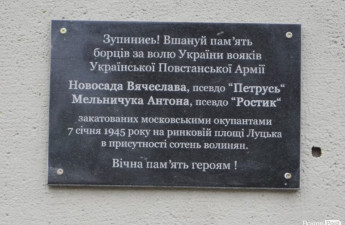 Зупинись! Вшануй пам'ять
борців за волю України вояків
Української Повстанської Армії
Новосада Вячеслава, псевдо "Петрусь"
Мельничука Антона, псевдо "Ростик"
закатованих московськими окупантами
7 січня 1945 року на ринковій площі Луцька
в присутності сотень волинян.
Вічна пам'ять героям !